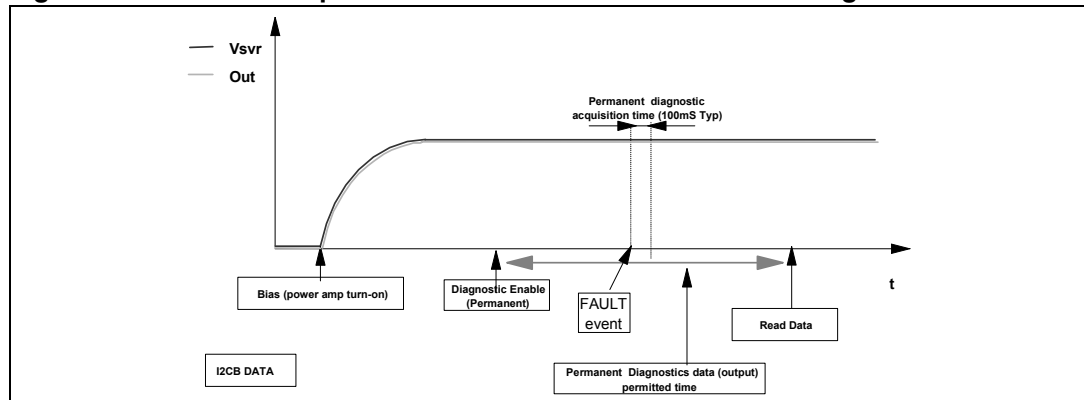 Vsvr
Out
Permanent diagnostic
acquisition time (100mS Typ)
t
Bias (power amp turn-on)
Diagnostic Enable
(Permanent)
FAULT
event
Read Data
I2CB DATA
Permanent Diagnostics data (output)
permitted time